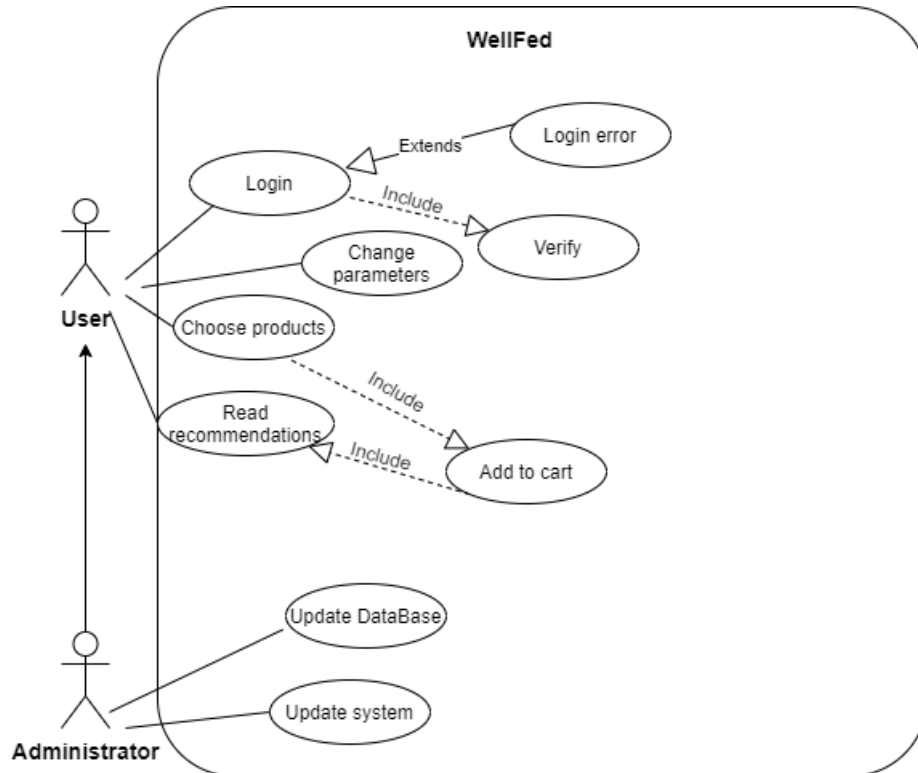 WellFed
Login error
Extends
Login
Include
Verify
Change
parameters
User
Choose products
Include
Read
recommendations
Include
Add to cart
Update DataBase
Update system
Administrator